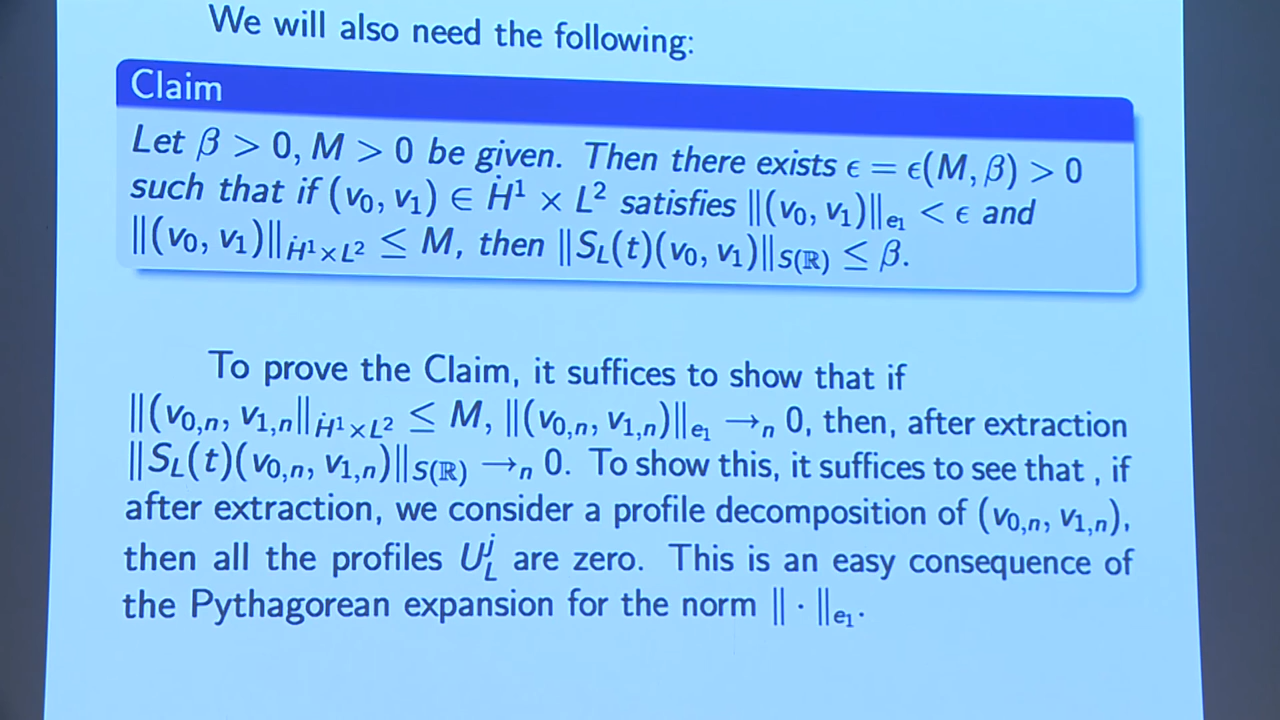 We will also need the following:
Claim
Let β > 0, M > 0 be given. Then there exists ϵ = ϵ(M, β) > 0
such that if (v₀, v₁) ∈ Ḣ¹ × L² satisfies ‖(v₀, v₁)‖_{e₁} < ϵ and
‖(v₀, v₁)‖_{Ḣ¹×L²} ≤ M, then ‖S_L(t)(v₀, v₁)‖_{S(ℝ)} ≤ β.
To prove the Claim, it suffices to show that if
‖(v_{0,n}, v_{1,n}‖_{Ḣ¹×L²} ≤ M, ‖(v_{0,n}, v_{1,n})‖_{e₁} →_n 0, then, after extraction
‖S_L(t)(v_{0,n}, v_{1,n})‖_{S(ℝ)} →_n 0. To show this, it suffices to see that , if
after extraction, we consider a profile decomposition of (v_{0,n}, v_{1,n}),
then all the profiles U_L^j are zero. This is an easy consequence of
the Pythagorean expansion for the norm ‖ · ‖_{e₁}.